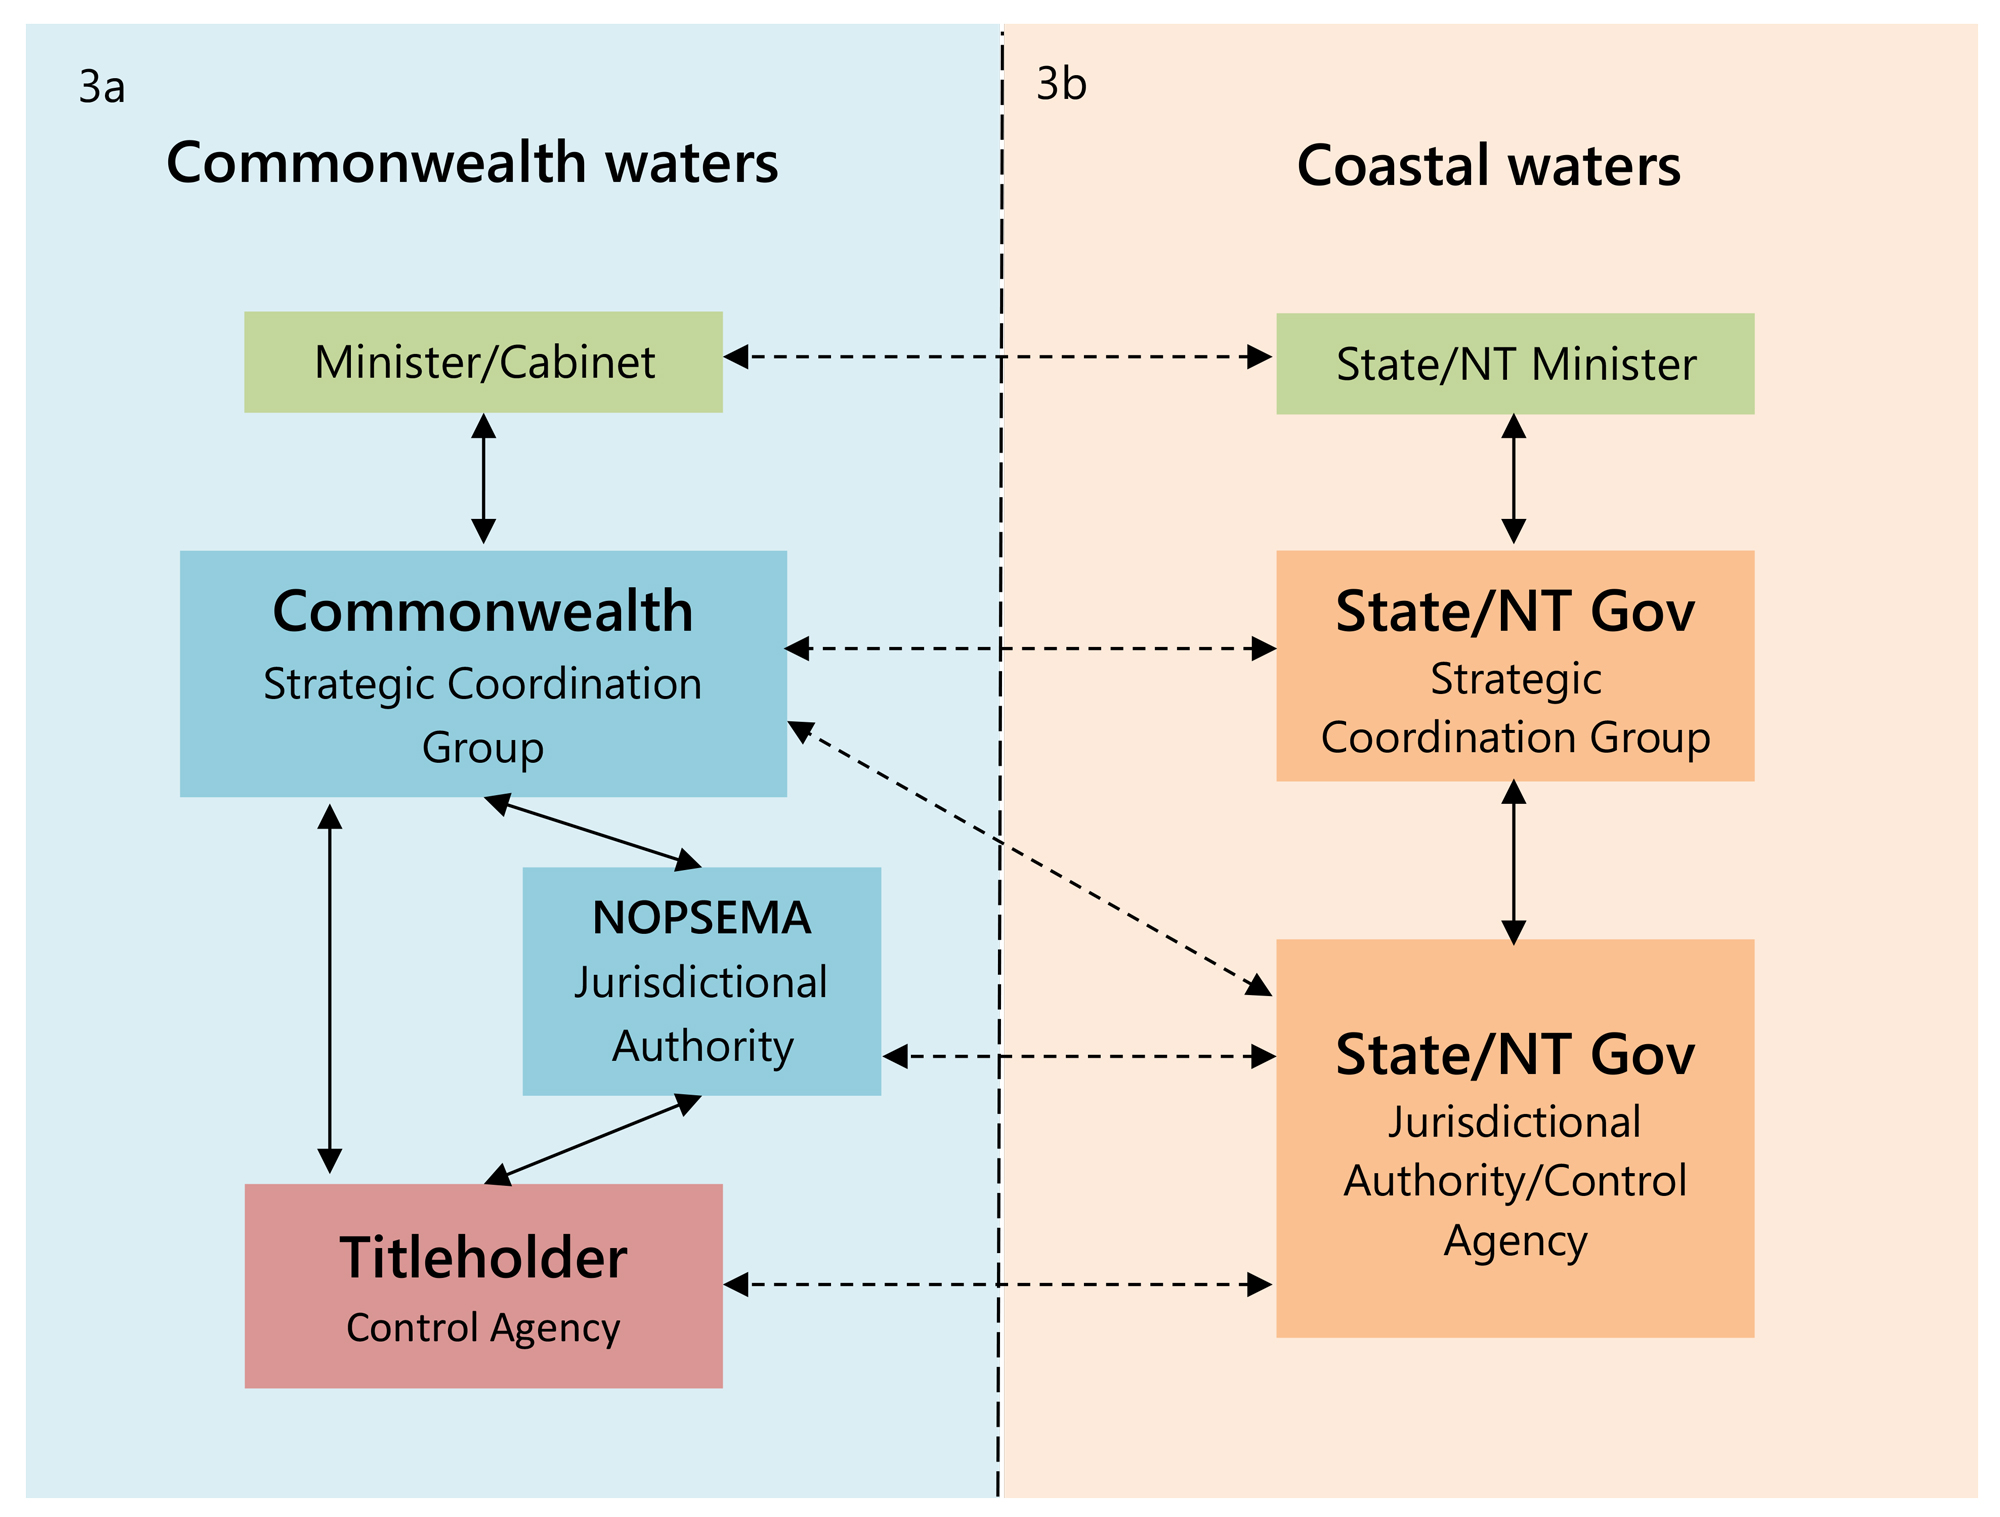 3a
Commonwealth waters
Minister/Cabinet
Commonwealth
Strategic Coordination
Group
NOPSEMA
Jurisdictional
Authority
Titleholder
Control Agency
3b
Coastal waters
State/NT Minister
State/NT Gov
Strategic
Coordination Group
State/NT Gov
Jurisdictional
Authority/Control
Agency